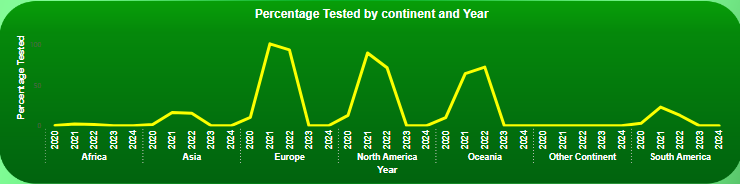 Percentage Tested by continent and Year
Percentage Tested
0
2020 2021 2022 2023 2024 2020 2021 2022 2023 2024 2020 2021 2022 2023 2024 2020 2021 2022 2023 2024 2020 2021 2022 2023 2024 2020 2021 2022 2023 2024 2020 2021 2022 2023 2024
Africa Asia Europe North America Oceania Other Continent South America
Year